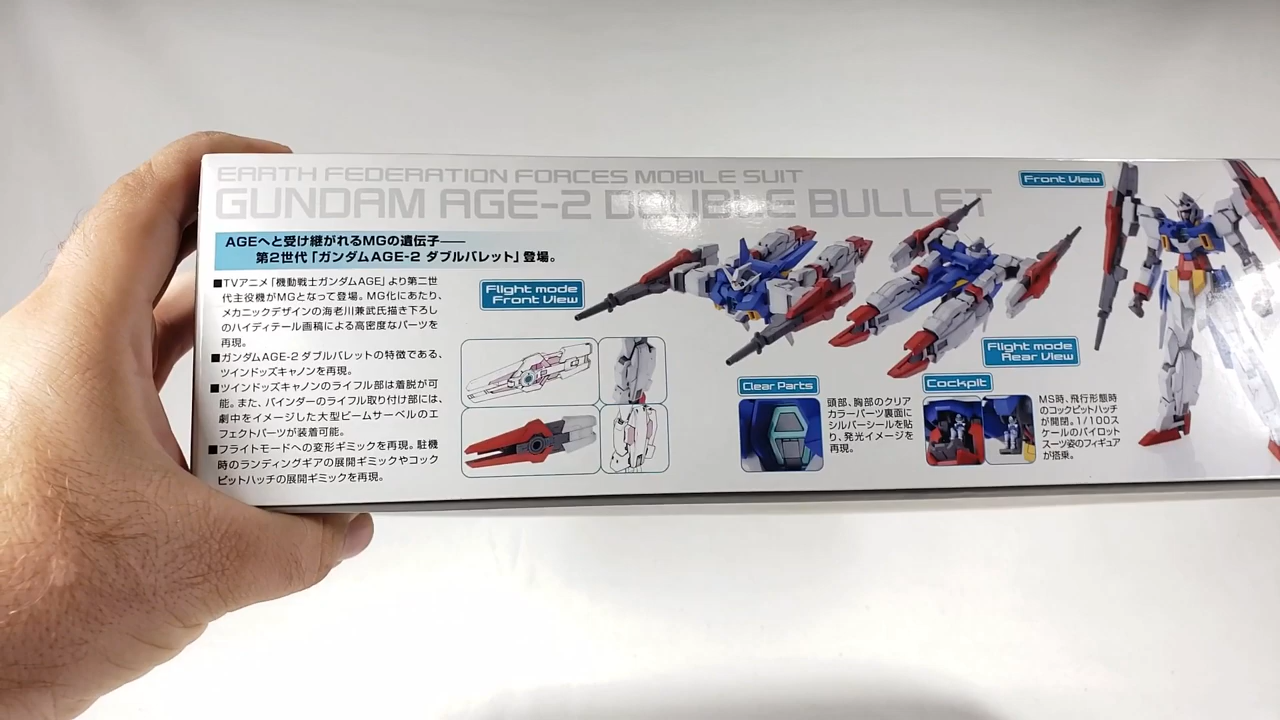 EARTH FEDERATION FORCES MOBILE SUIT
GUNDAM AGE-2 DOUBLE BULLET
AGEへと受け継がれるMGの遺伝子――
第2世代「ガンダムAGE-2 ダブルバレット」登場。
■TVアニメ「機動戦士ガンダムAGE」より第二世
代主役機がMGとなって登場。MG化にあたり、
メカニックデザインの海老川兼武氏描き下ろし
のハイディテール画稿による高密度なパーツを
再現。
■ガンダムAGE-2 ダブルバレットの特徴である、
ツインドッズキャノンを再現。
■ツインドッズキャノンのライフル部は着脱が可
能。また、バインダーのライフル取り付け部には、
劇中をイメージした大型ビームサーベルのエ
フェクトパーツが装着可能。
■フライトモードへの変形ギミックを再現。駐機
時のランディングギアの展開ギミックやコック
ピットハッチの展開ギミックを再現。
Flight mode
Front View
Flight mode
Rear View
Front View
Clear Parts
頭部、胸部のクリア
カラーパーツ裏面に
シルバーシールを貼
り、発光イメージを
再現。
Cockpit
MS時、飛行形態時
のコックピットハッチ
が開閉。1/100ス
ケールのパイロット
スーツ姿のフィギュア
が搭乗。